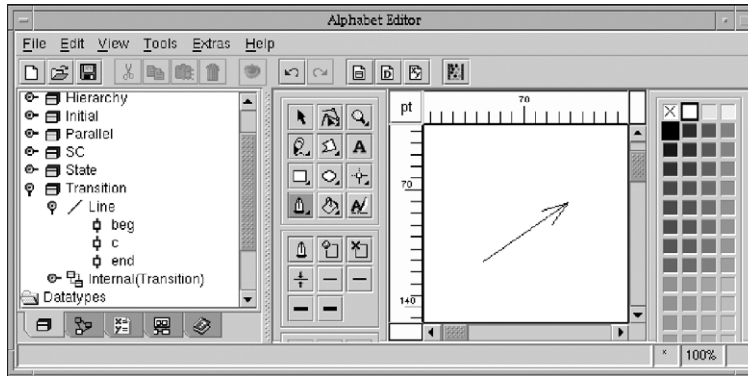 Alphabet Editor
File Edit View Tools Extras Help
Hierarchy
Initial
Parallel
SC
State
Transition
Line
beg
c
end
Internal(Transition)
Datatypes
A
pt
70
70
140
100%